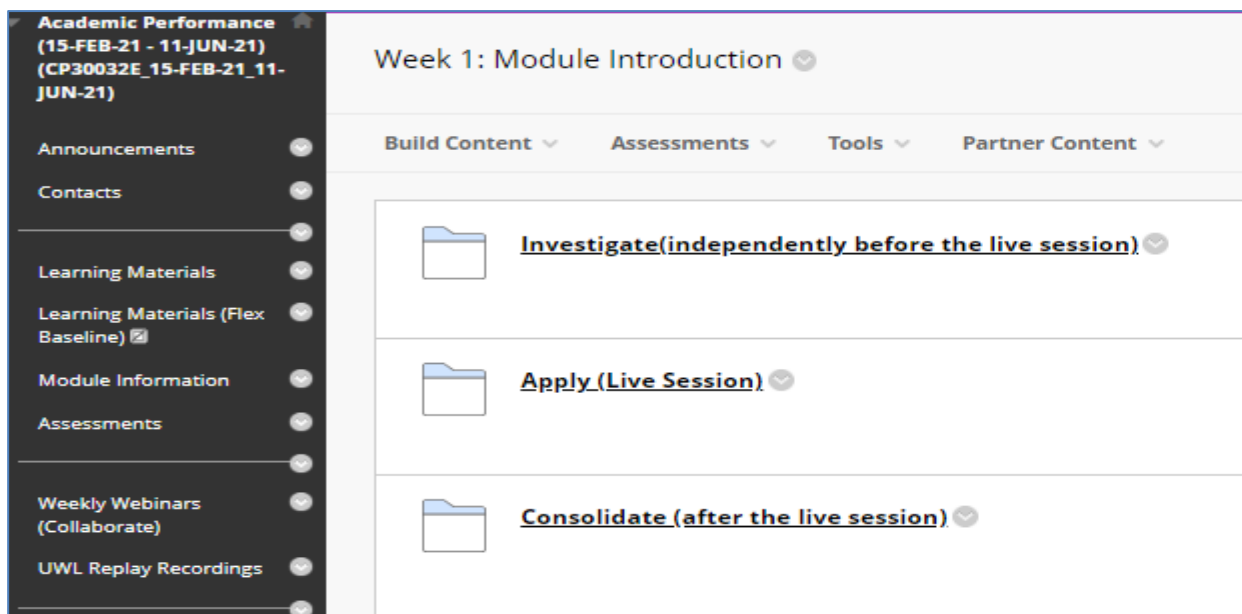 Academic Performance
(15-FEB-21 - 11-JUN-21)
(CP30032E_15-FEB-21_11-
JUN-21)
Announcements
Contacts
Learning Materials
Learning Materials (Flex
Baseline)
Module Information
Assessments
Weekly Webinars
(Collaborate)
UWL Replay Recordings
Week 1: Module Introduction
Build Content Assessments Tools Partner Content
Investigate(independently before the live session)
Apply (Live Session)
Consolidate (after the live session)